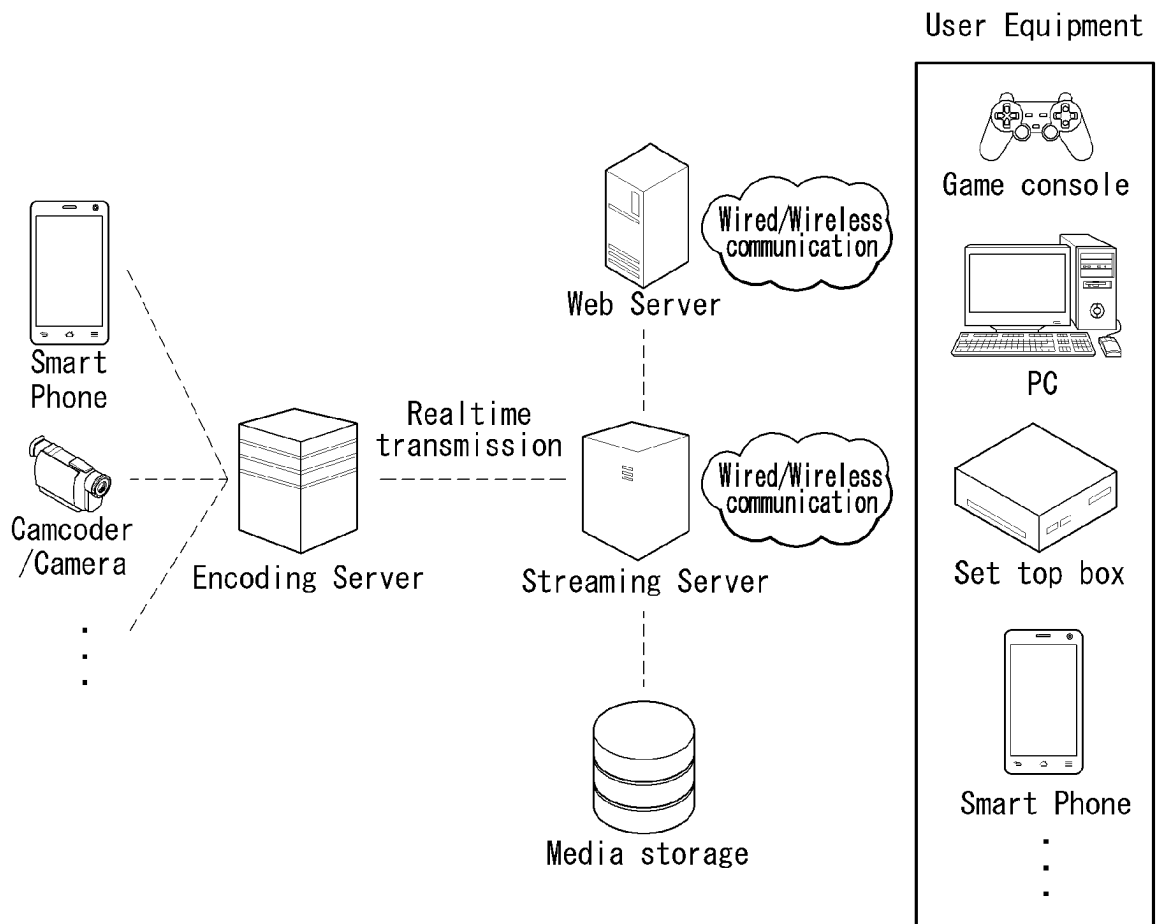 User Equipment
Game console
Wired/Wireless
communication
Web Server
PC
Smart
Phone
Realtime
transmission
Wired/Wireless
communication
Camcoder
/Camera
Encoding Server
Streaming Server
Set top box
Media storage
Smart Phone